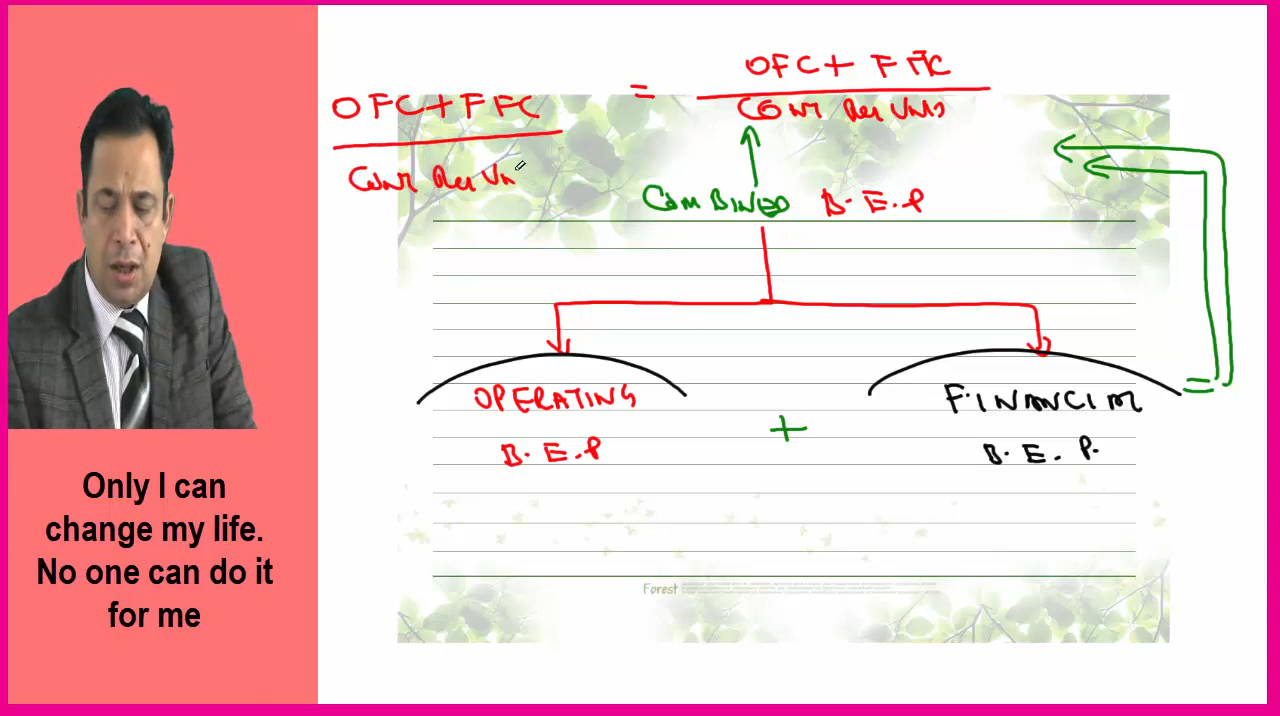 OFC + FFC
=
OFC + FFC
Cont Per Units
Cont Per Un
COMBINED B.E.P
OPERATING
B.E.P
+
FINANCIAL
B.E.P.
Forest
Only I can
change my life.
No one can do it
for me